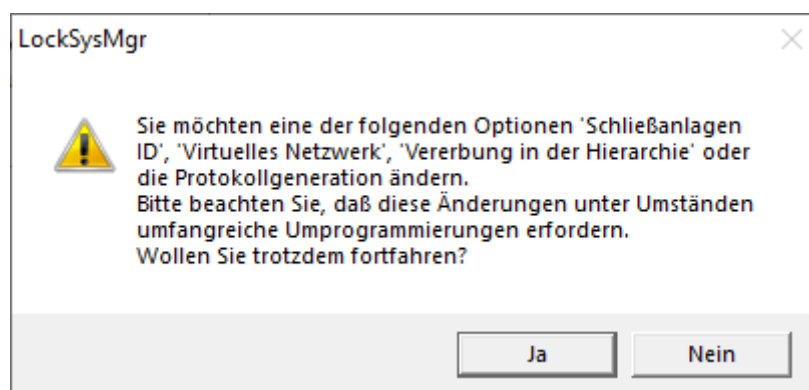 LockSysMgr
Sie möchten eine der folgenden Optionen 'Schließanlagen
ID', 'Virtuelles Netzwerk', 'Vererbung in der Hierarchie' oder
die Protokollgeneration ändern.
Bitte beachten Sie, daß diese Änderungen unter Umständen
umfangreiche Umprogrammierungen erfordern.
Wollen Sie trotzdem fortfahren?
Ja
Nein